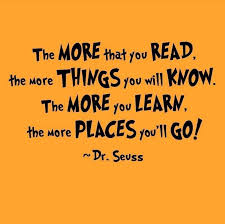 The MORE that you READ,
the more THINGS you will KNOW.
The MORE you LEARN,
the more PLACES you'll GO!
~ Dr. Seuss